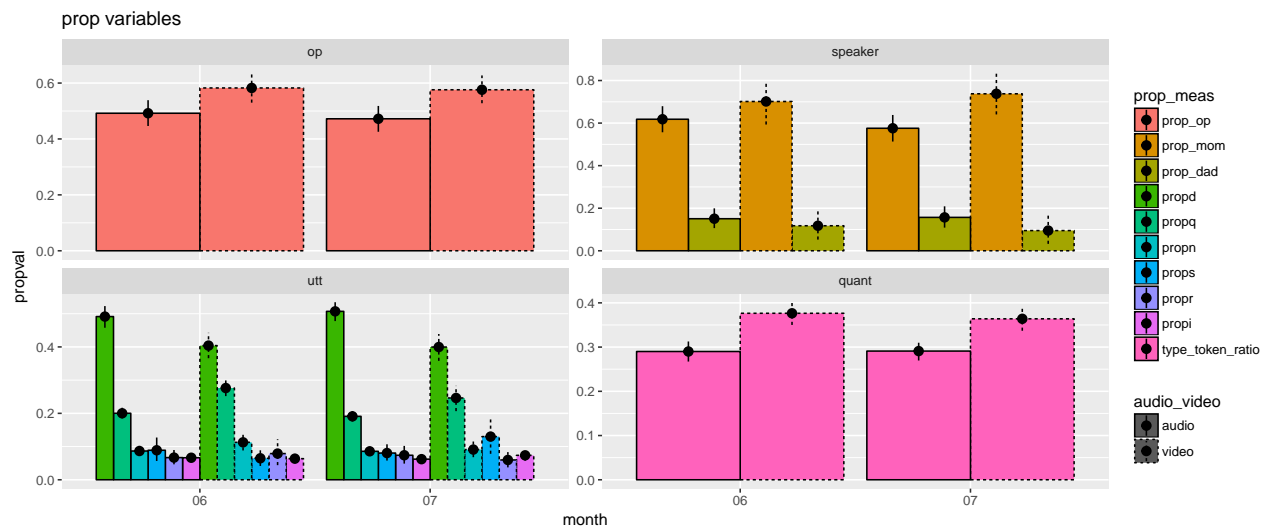 prop variables
op
speaker
0.6
0.4
0.2
0.0
0.8
0.6
0.4
0.2
0.0
utt
quant
0.4
0.2
0.0
0.4
0.3
0.2
0.1
0.0
06
07
06
07
month
propval
prop_meas
prop_op
prop_mom
prop_dad
propd
propq
propn
props
propr
propi
type_token_ratio
audio_video
audio
video